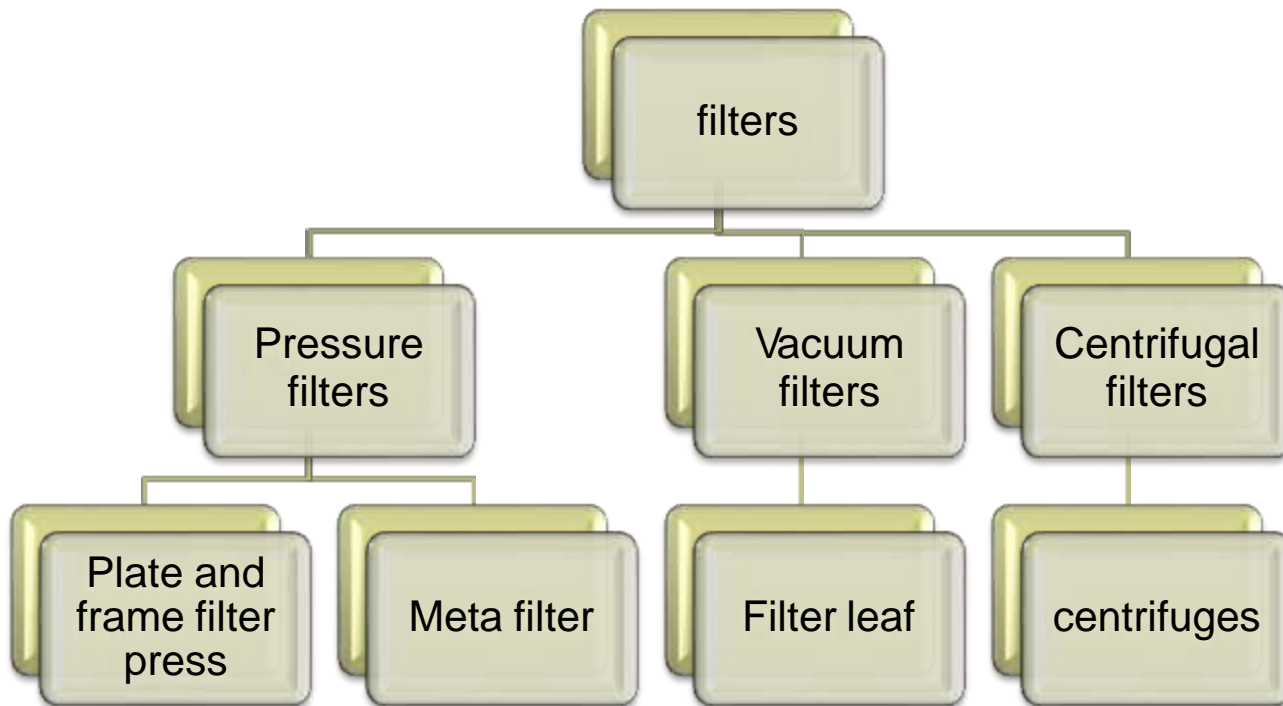 filters
Pressure
filters
Vacuum
filters
Centrifugal
filters
Plate and
frame filter
press
Meta filter
Filter leaf
centrifuges